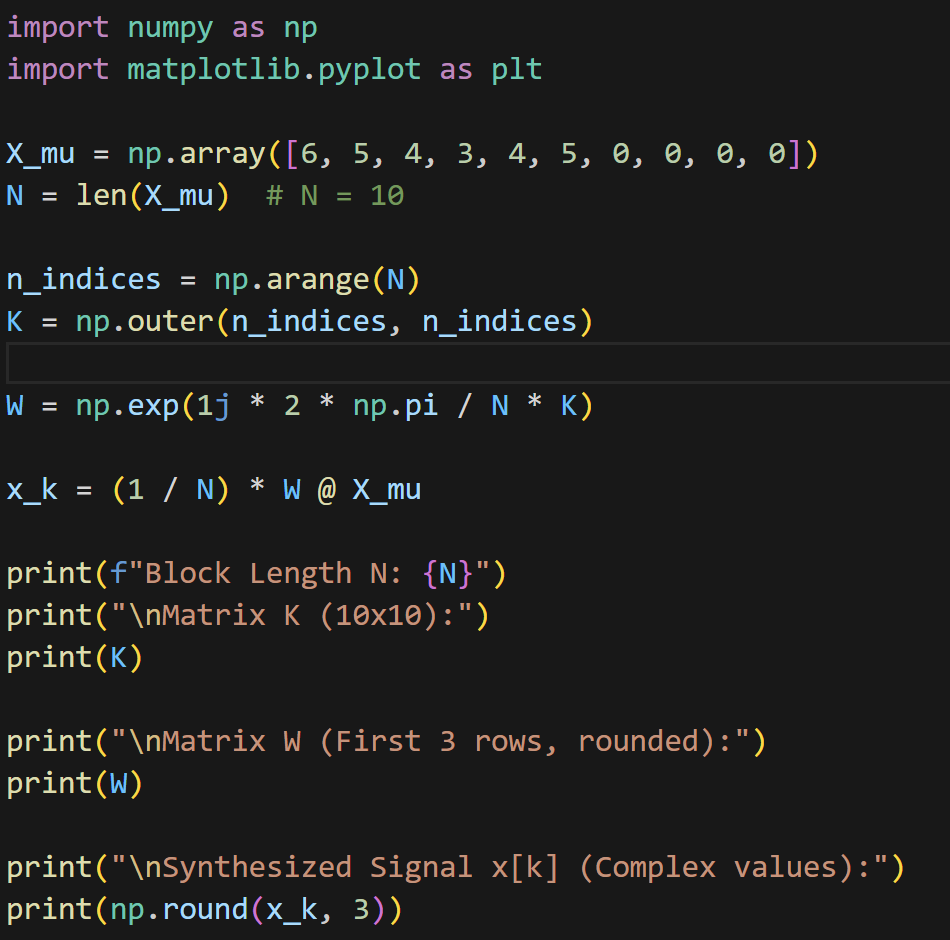 import numpy as np
import matplotlib.pyplot as plt
X_mu = np.array([6, 5, 4, 3, 4, 5, 0, 0, 0, 0])
N = len(X_mu)  # N = 10
n_indices = np.arange(N)
K = np.outer(n_indices, n_indices)
W = np.exp(1j * 2 * np.pi / N * K)
x_k = (1 / N) * W @ X_mu
print(f"Block Length N: {N}")
print("\nMatrix K (10x10):")
print(K)
print("\nMatrix W (First 3 rows, rounded):")
print(W)
print("\nSynthesized Signal x[k] (Complex values):")
print(np.round(x_k, 3))